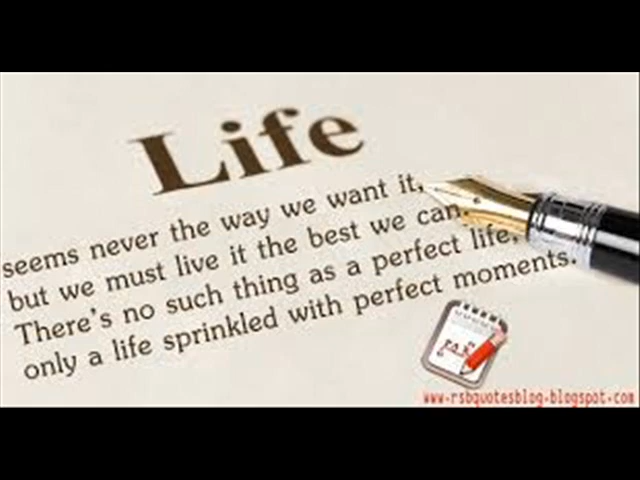 Life
seems never the way we want it,
but we must live it the best we can.
There's no such thing as a perfect life,
only a life sprinkled with perfect moments.
www-rsbquotesblog-blogspot.com